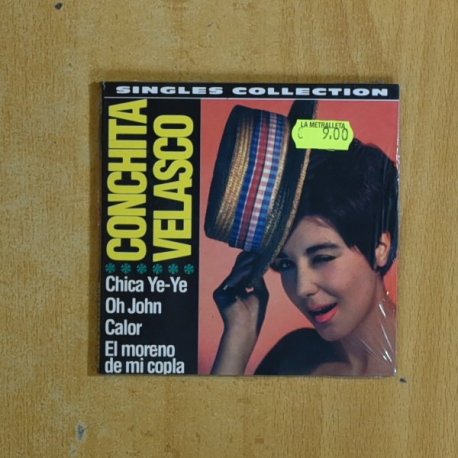 SINGLES COLLECTION
CONCHITA
VELASCO
LA METRALLETA
€ 9.00
Chica Ye-Ye
Oh John
Calor
El moreno
de mi copla